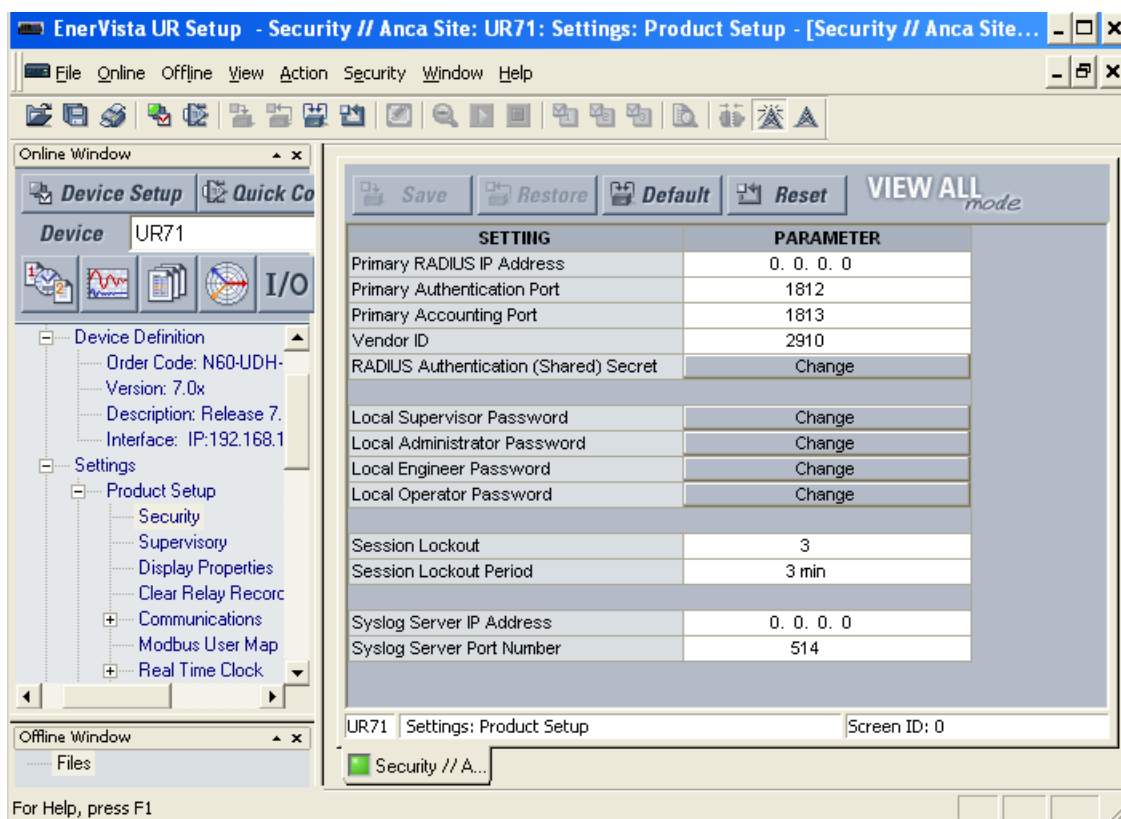 EnerVista UR Setup - Security // Anca Site: UR71: Settings: Product Setup - [Security // Anca Site...
File Online Offline View Action Security Window Help
Online Window
Device Setup Quick Co
Device UR71
I/O
Device Definition
Order Code: N60-UDH-
Version: 7.0x
Description: Release 7.
Interface: IP:192.168.1
Settings
Product Setup
Security
Supervisory
Display Properties
Clear Relay Recorc
Communications
Modbus User Map
Real Time Clock
Offline Window
Files
Save Restore Default Reset VIEW ALL mode
SETTING PARAMETER
Primary RADIUS IP Address 0. 0. 0. 0
Primary Authentication Port 1812
Primary Accounting Port 1813
Vendor ID 2910
RADIUS Authentication (Shared) Secret Change
Local Supervisor Password Change
Local Administrator Password Change
Local Engineer Password Change
Local Operator Password Change
Session Lockout 3
Session Lockout Period 3 min
Syslog Server IP Address 0. 0. 0. 0
Syslog Server Port Number 514
UR71 Settings: Product Setup Screen ID: 0
Security // A...
For Help, press F1